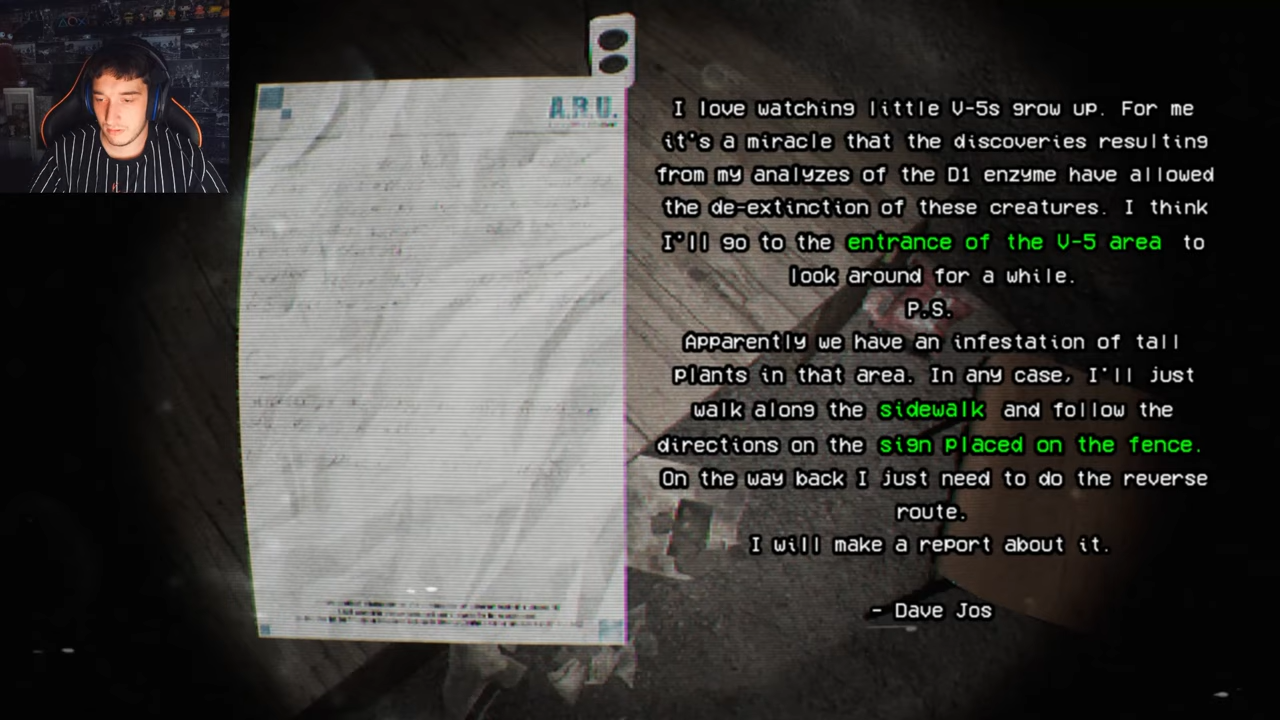 A.R.U.
I love watching little V-5s grow up. For me
it's a miracle that the discoveries resulting
from my analyzes of the D1 enzyme have allowed
the de-extinction of these creatures. I think
I'll go to the entrance of the V-5 area to
look around for a while.
P.S.
Apparently we have an infestation of tall
plants in that area. In any case, I'll just
walk along the sidewalk and follow the
directions on the sign placed on the fence.
On the way back I just need to do the reverse
route.
I will make a report about it.
- Dave Jos